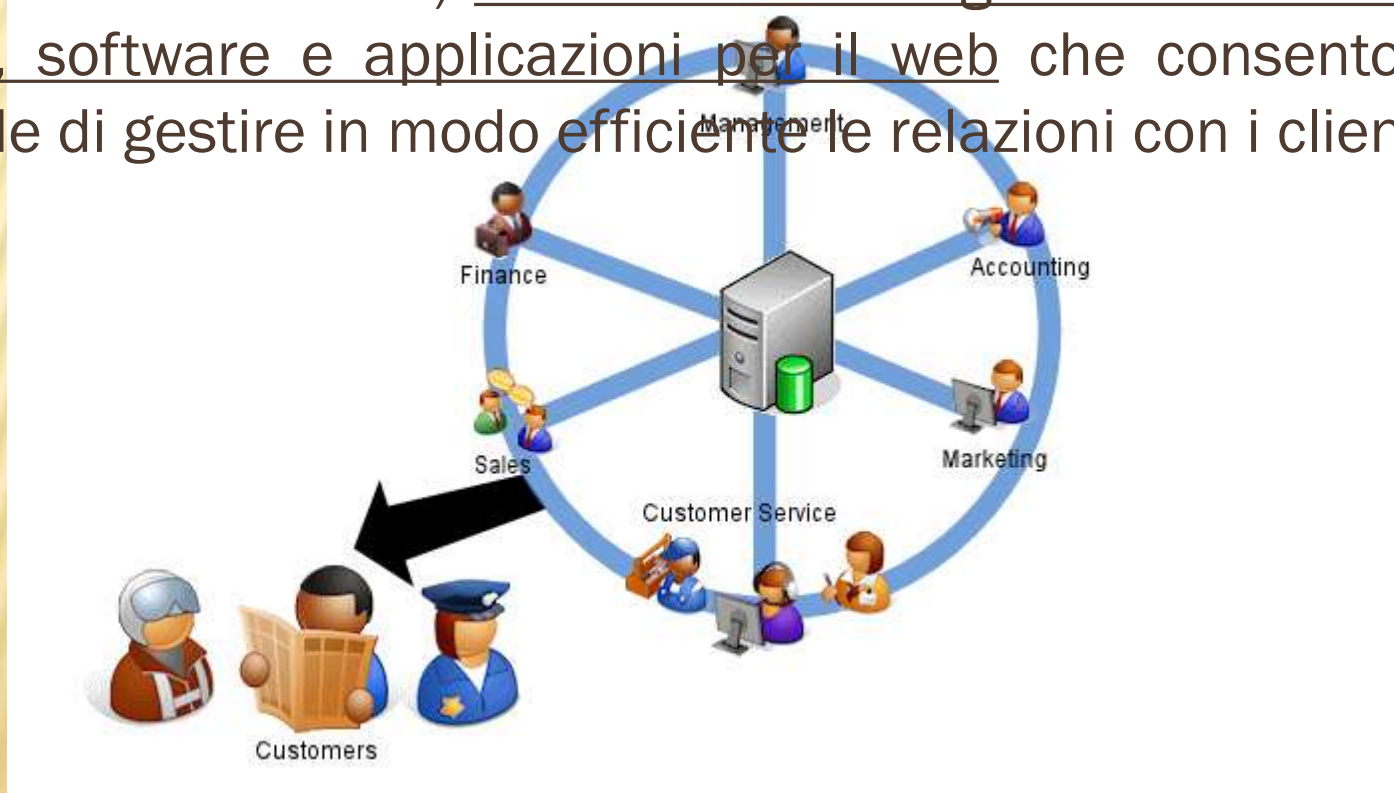 , software e applicazioni per il web che consento
le di gestire in modo efficiente le relazioni con i clien
Management
Finance
Accounting
Sales
Marketing
Customer Service
Customers